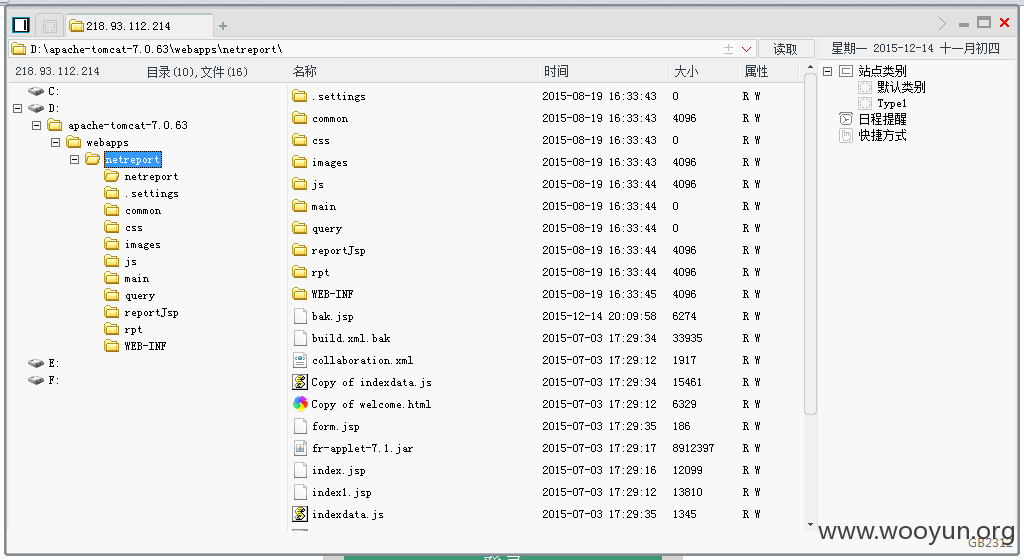 218.93.112.214
D:\apache-tomcat-7.0.63\webapps\netreport\ 读取 星期一 2015-12-14 十一月初四
218.93.112.214 目录(10),文件(16)
C:
D:
apache-tomcat-7.0.63
webapps
netreport
netreport
.settings
common
css
images
js
main
query
reportJsp
rpt
WEB-INF
E:
F:
名称 时间 大小 属性
.settings 2015-08-19 16:33:43 0 R W
common 2015-08-19 16:33:43 4096 R W
css 2015-08-19 16:33:43 0 R W
images 2015-08-19 16:33:43 4096 R W
js 2015-08-19 16:33:44 4096 R W
main 2015-08-19 16:33:44 0 R W
query 2015-08-19 16:33:44 0 R W
reportJsp 2015-08-19 16:33:44 4096 R W
rpt 2015-08-19 16:33:44 4096 R W
WEB-INF 2015-08-19 16:33:45 4096 R W
bak.jsp 2015-12-14 20:09:58 6274 R W
build.xml.bak 2015-07-03 17:29:34 33935 R W
collaboration.xml 2015-07-03 17:29:12 1917 R W
Copy of indexdata.js 2015-07-03 17:29:34 15461 R W
Copy of welcome.html 2015-07-03 17:29:12 6329 R W
form.jsp 2015-07-03 17:29:35 186 R W
fr-applet-7.1.jar 2015-07-03 17:29:17 8912397 R W
index.jsp 2015-07-03 17:29:16 12099 R W
index1.jsp 2015-07-03 17:29:12 13810 R W
indexdata.js 2015-07-03 17:29:35 1345 R W
站点类别
默认类别
Type1
日程提醒
快捷方式
www.wooyun.org
GB2312